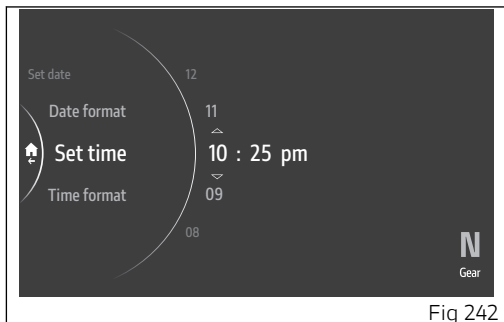 Set date 12
Date format 11
Set time 10 : 25 pm
Time format 09
08
N
Gear
Fig 242